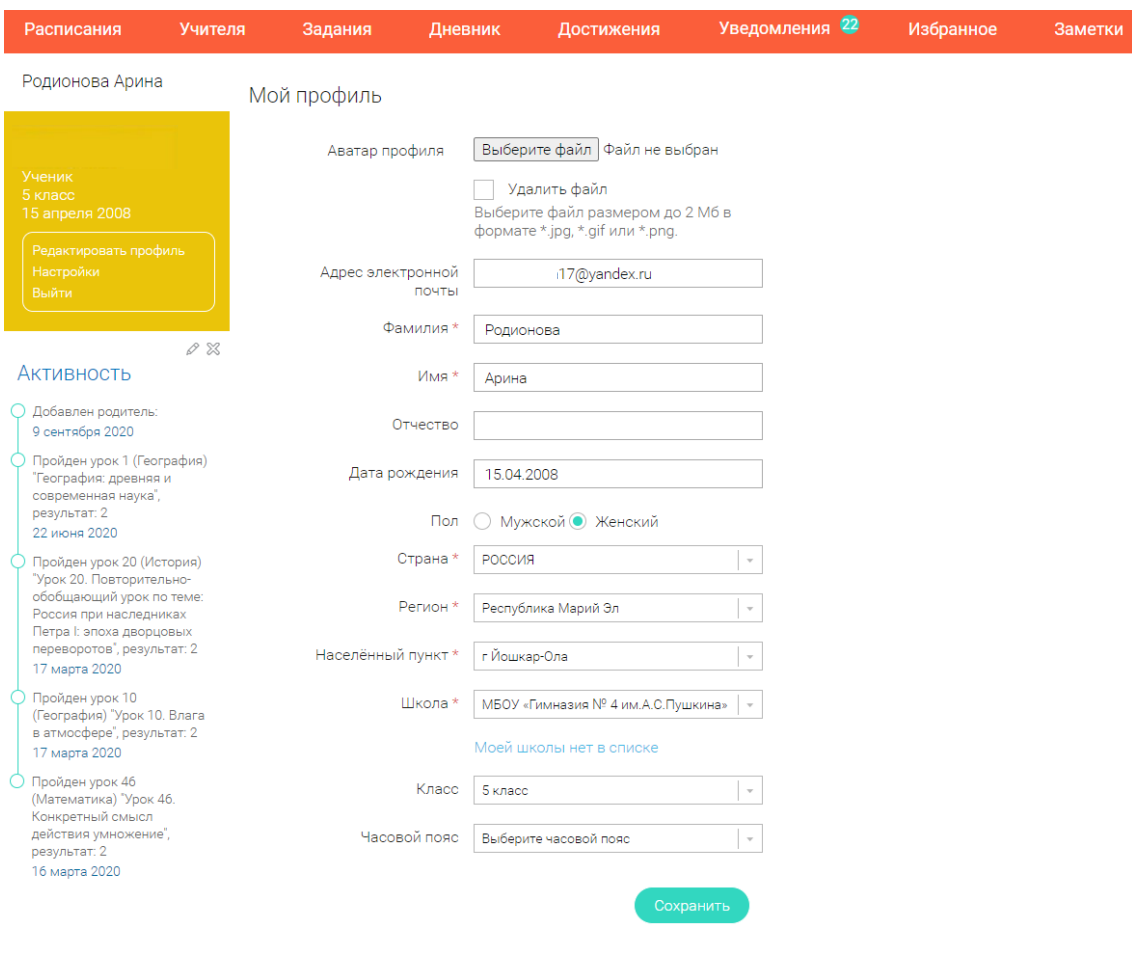 Расписания Учителя Задания Дневник Достижения Уведомления 22 Избранное Заметки
Родионова Арина
Ученик
5 класс
15 апреля 2008
Редактировать профиль
Настройки
Выйти
Активность
Добавлен родитель:
9 сентября 2020
Пройден урок 1 (География)
"География: древняя и
современная наука",
результат: 2
22 июня 2020
Пройден урок 20 (История)
"Урок 20. Повторительно-
обобщающий урок по теме:
Россия при наследниках
Петра I: эпоха дворцовых
переворотов", результат: 2
17 марта 2020
Пройден урок 10
(География) "Урок 10. Влага
в атмосфере", результат: 2
17 марта 2020
Пройден урок 46
(Математика) "Урок 46.
Конкретный смысл
действия умножение",
результат: 2
16 марта 2020
Мой профиль
Аватар профиля Выберите файл Файл не выбран
Удалить файл
Выберите файл размером до 2 Мб в
формате *.jpg, *.gif или *.png.
Адрес электронной
почты
17@yandex.ru
Фамилия * Родионова
Имя * Арина
Отчество
Дата рождения 15.04.2008
Пол Мужской Женский
Страна * РОССИЯ
Регион * Республика Марий Эл
Населённый пункт * г Йошкар-Ола
Школа * МБОУ «Гимназия № 4 им.А.С.Пушкина»
Моей школы нет в списке
Класс 5 класс
Часовой пояс Выберите часовой пояс
Сохранить